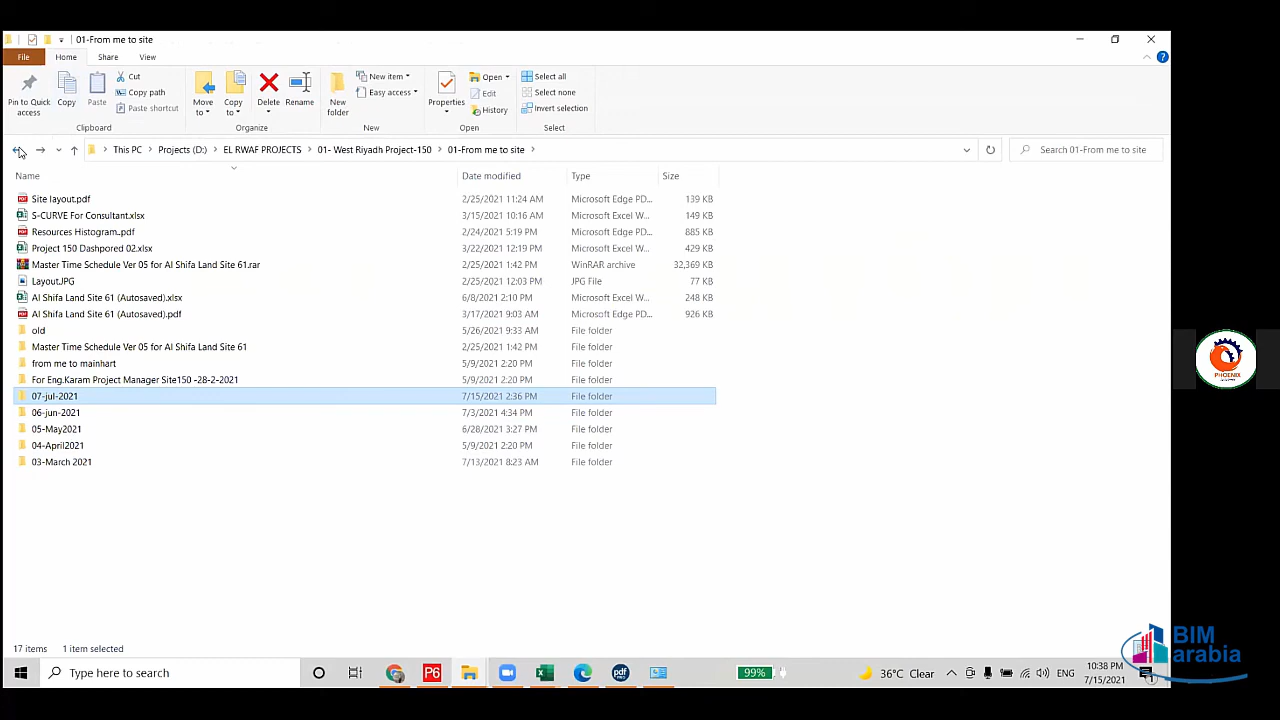 01-From me to site
File Home Share View
Pin to Quick access
Copy
Paste
Cut
Copy path
Paste shortcut
Clipboard
Move to
Copy to
Delete
Rename
Organize
New folder
New item
Easy access
New
Properties
Open
Edit
History
Open
Select all
Select none
Invert selection
Select
This PC Projects (D:) EL RWAF PROJECTS 01- West Riyadh Project-150 01-From me to site
Search 01-From me to site
Name Date modified Type Size
Site layout.pdf 2/25/2021 11:24 AM Microsoft Edge PD... 139 KB
S-CURVE For Consultant.xlsx 3/15/2021 10:16 AM Microsoft Excel W... 149 KB
Resources Histogram..pdf 2/24/2021 5:19 PM Microsoft Edge PD... 885 KB
Project 150 Dashpored 02.xlsx 3/22/2021 12:19 PM Microsoft Excel W... 429 KB
Master Time Schedule Ver 05 for Al Shifa Land Site 61.rar 2/25/2021 1:42 PM WinRAR archive 32,369 KB
Layout.JPG 2/25/2021 12:03 PM JPG File 77 KB
Al Shifa Land Site 61 (Autosaved).xlsx 6/8/2021 2:10 PM Microsoft Excel W... 248 KB
Al Shifa Land Site 61 (Autosaved).pdf 3/17/2021 9:03 AM Microsoft Edge PD... 926 KB
old 5/26/2021 9:33 AM File folder
Master Time Schedule Ver 05 for Al Shifa Land Site 61 2/25/2021 1:42 PM File folder
from me to mainhart 5/9/2021 2:20 PM File folder
For Eng.Karam Project Manager Site150 -28-2-2021 5/9/2021 2:20 PM File folder
07-jul-2021 7/15/2021 2:36 PM File folder
06-jun-2021 7/3/2021 4:34 PM File folder
05-May2021 6/28/2021 3:27 PM File folder
04-April2021 5/9/2021 2:20 PM File folder
03-March 2021 7/13/2021 8:23 AM File folder
PHOENIX
17 items 1 item selected
BIM
arabia
Type here to search
P6
99%
36°C Clear
ENG
10:38 PM
7/15/2021